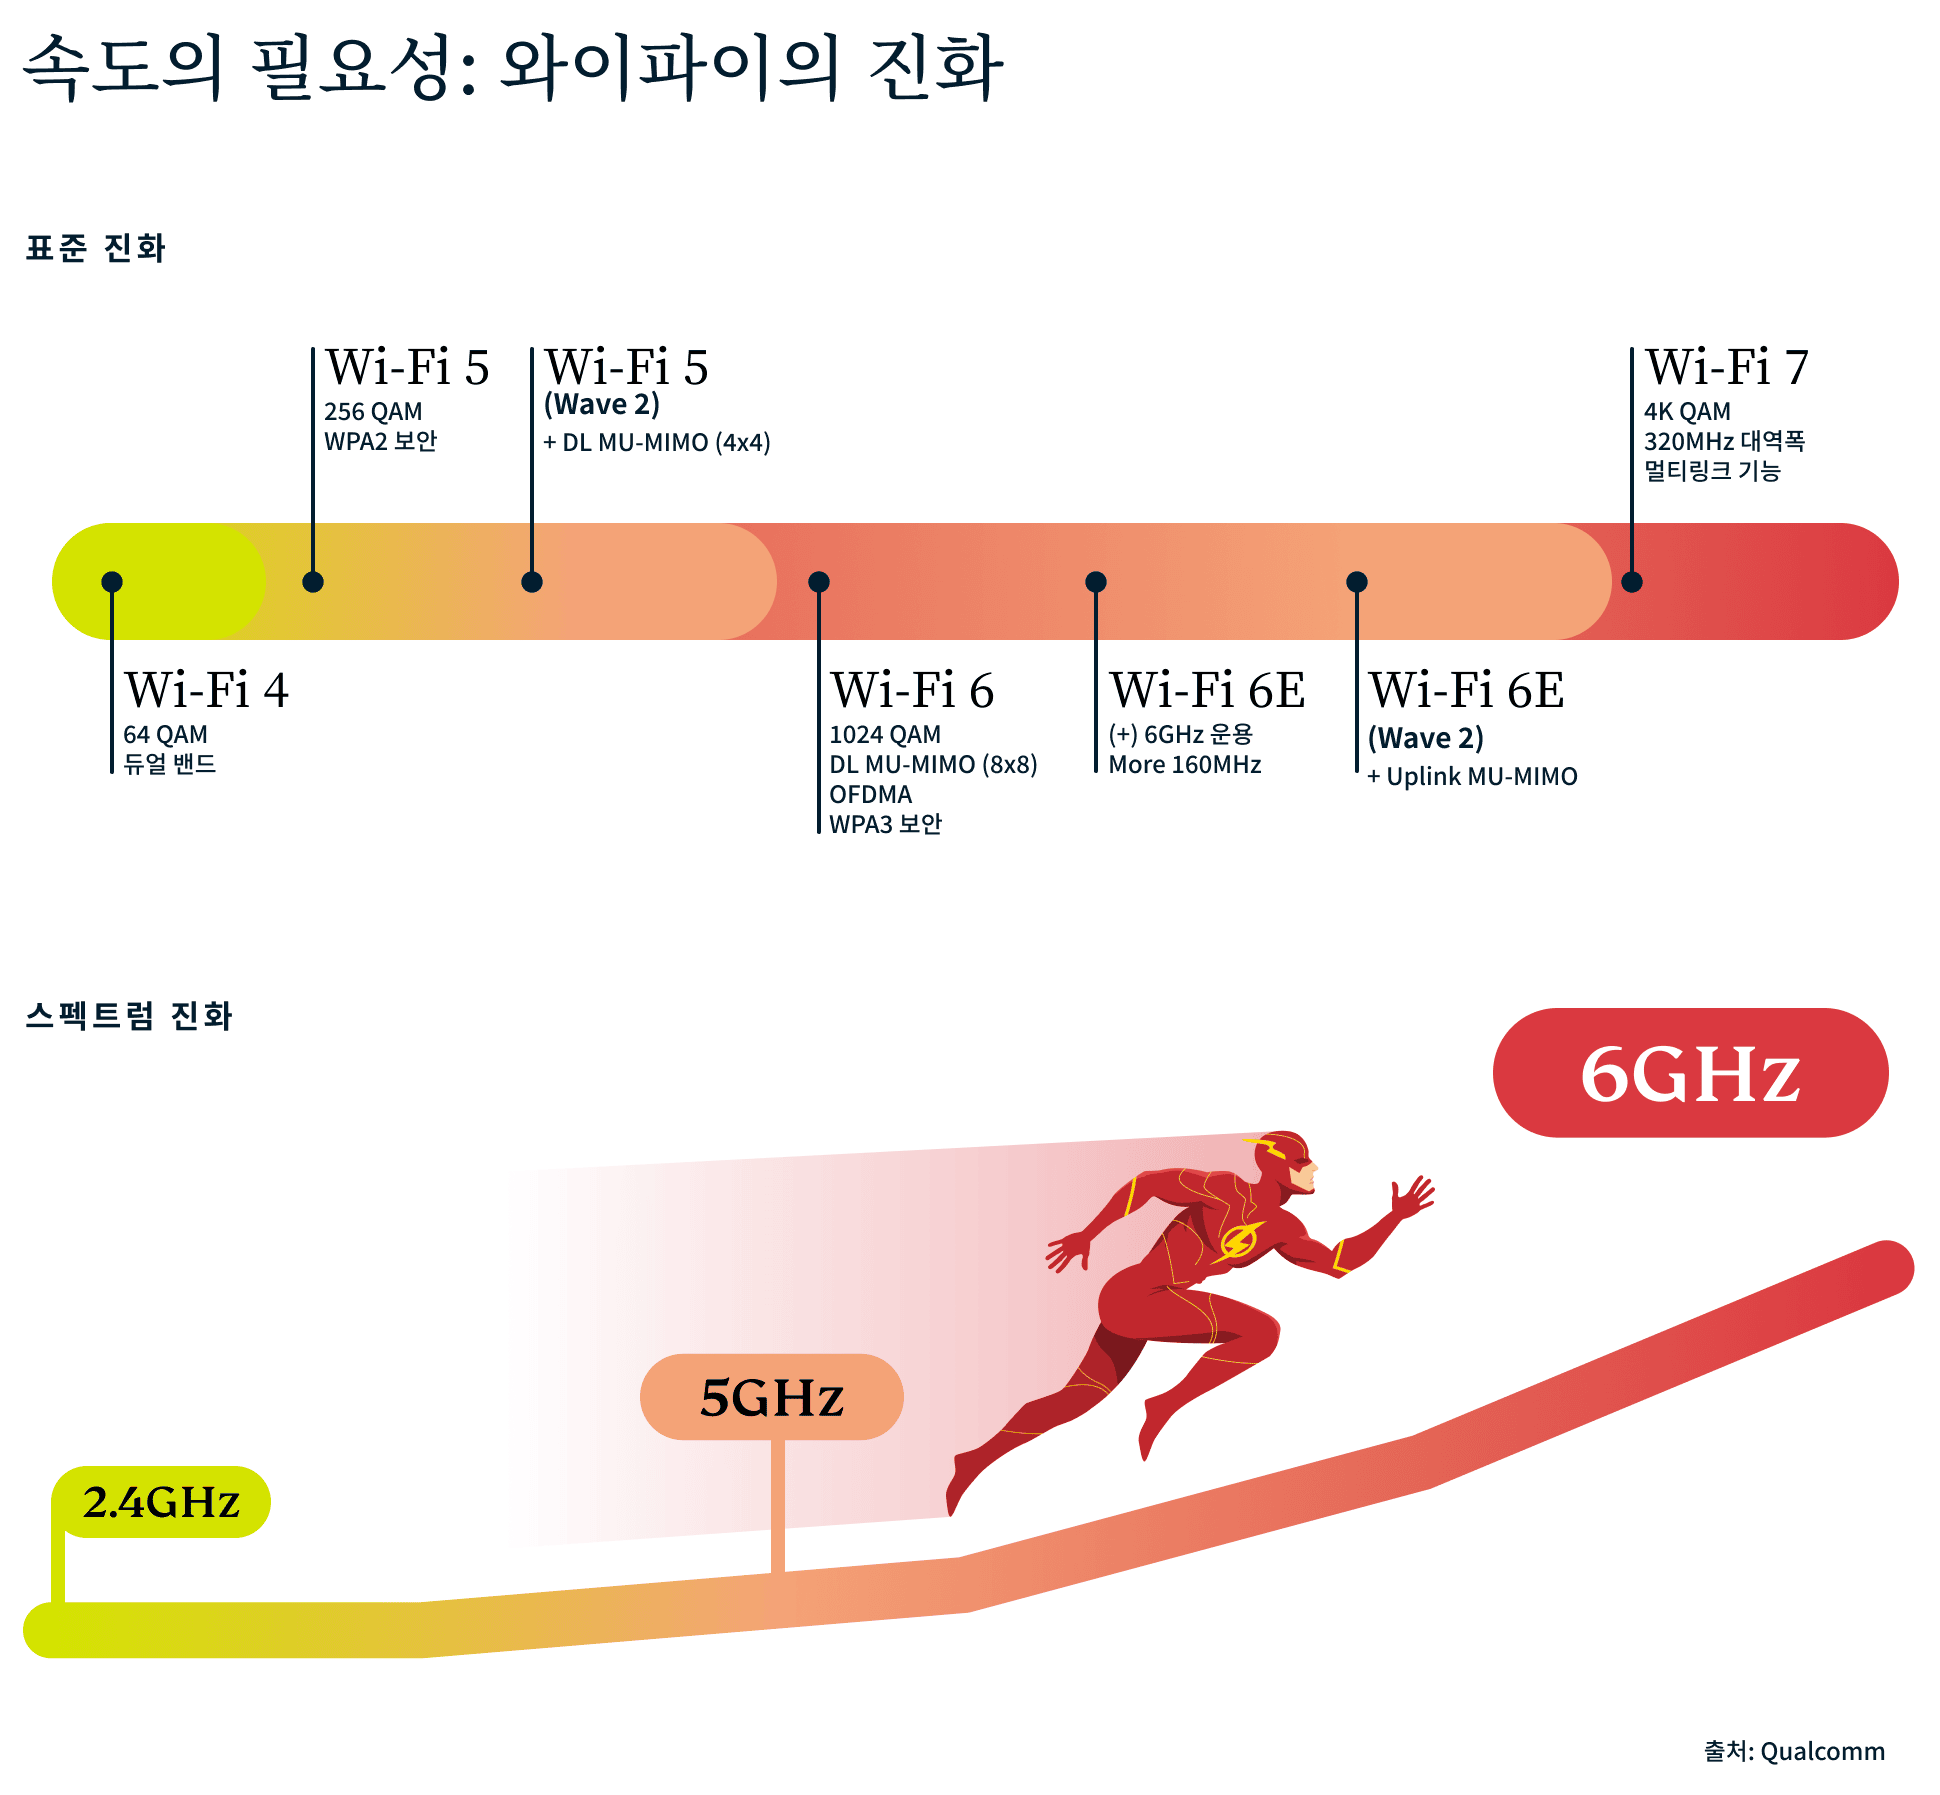 속도의 필요성: 와이파이의 진화
표준 진화
Wi-Fi 5
256 QAM
WPA2 보안
Wi-Fi 5
(Wave 2)
+ DL MU-MIMO (4x4)
Wi-Fi 7
4K QAM
320MHz 대역폭
멀티링크 기능
Wi-Fi 4
64 QAM
듀얼 밴드
Wi-Fi 6
1024 QAM
DL MU-MIMO (8x8)
OFDMA
WPA3 보안
Wi-Fi 6E
(+) 6GHz 운용
More 160MHz
Wi-Fi 6E
(Wave 2)
+ Uplink MU-MIMO
스펙트럼 진화
6GHz
5GHz
2.4GHz
출처: Qualcomm